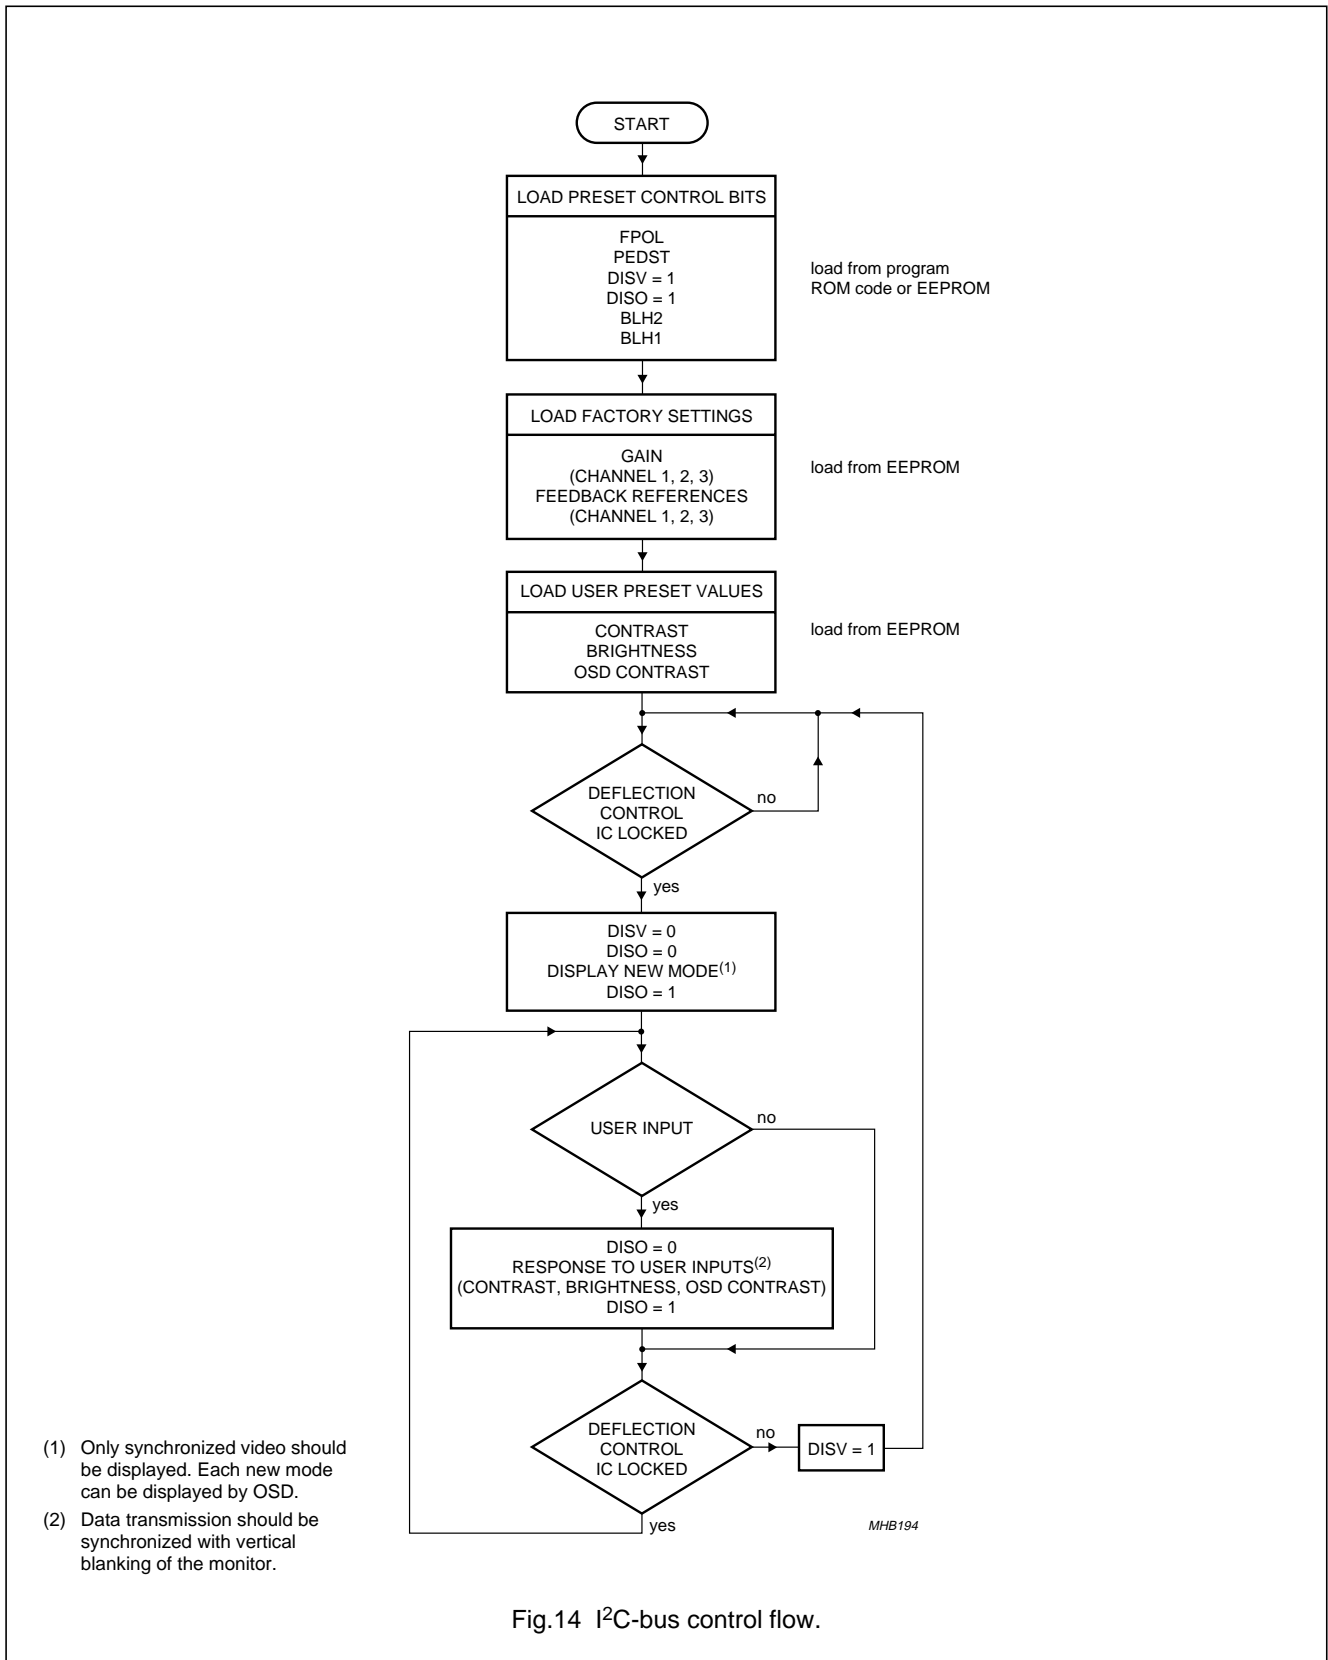 START
LOAD PRESET CONTROL BITS
FPOL
PEDST
DISV = 1
DISO = 1
BLH2
BLH1
load from program
ROM code or EEPROM
LOAD FACTORY SETTINGS
GAIN
(CHANNEL 1, 2, 3)
FEEDBACK REFERENCES
(CHANNEL 1, 2, 3)
load from EEPROM
LOAD USER PRESET VALUES
CONTRAST
BRIGHTNESS
OSD CONTRAST
load from EEPROM
DEFLECTION
CONTROL
IC LOCKED
no
yes
DISV = 0
DISO = 0
DISPLAY NEW MODE(1)
DISO = 1
USER INPUT
no
yes
DISO = 0
RESPONSE TO USER INPUTS(2)
(CONTRAST, BRIGHTNESS, OSD CONTRAST)
DISO = 1
DEFLECTION
CONTROL
IC LOCKED
no
DISV = 1
yes
(1) Only synchronized video should
be displayed. Each new mode
can be displayed by OSD.
(2) Data transmission should be
synchronized with vertical
blanking of the monitor.
MHB194
Fig.14 I2C-bus control flow.